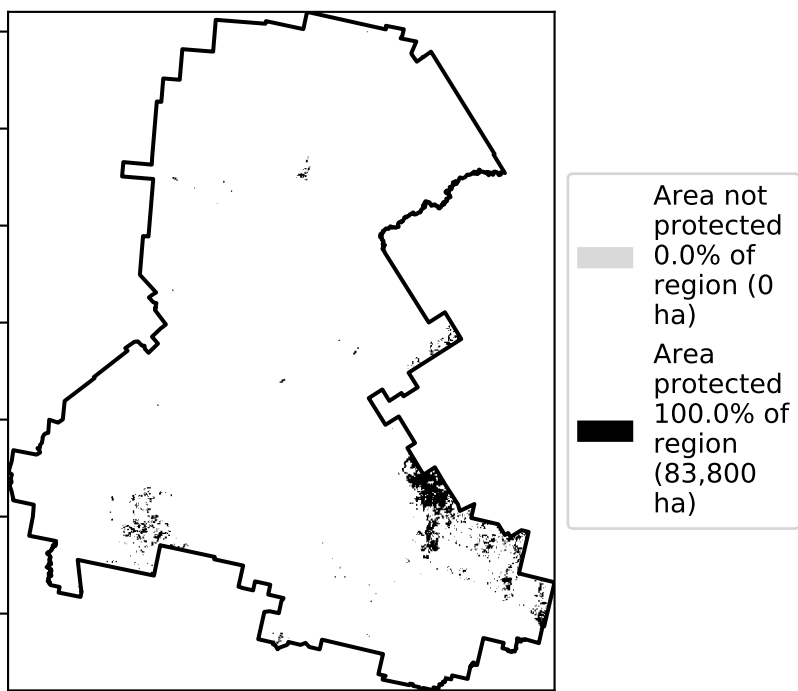 Area not
protected
0.0% of
region (0
ha)
Area
protected
100.0% of
region
(83,800
ha)